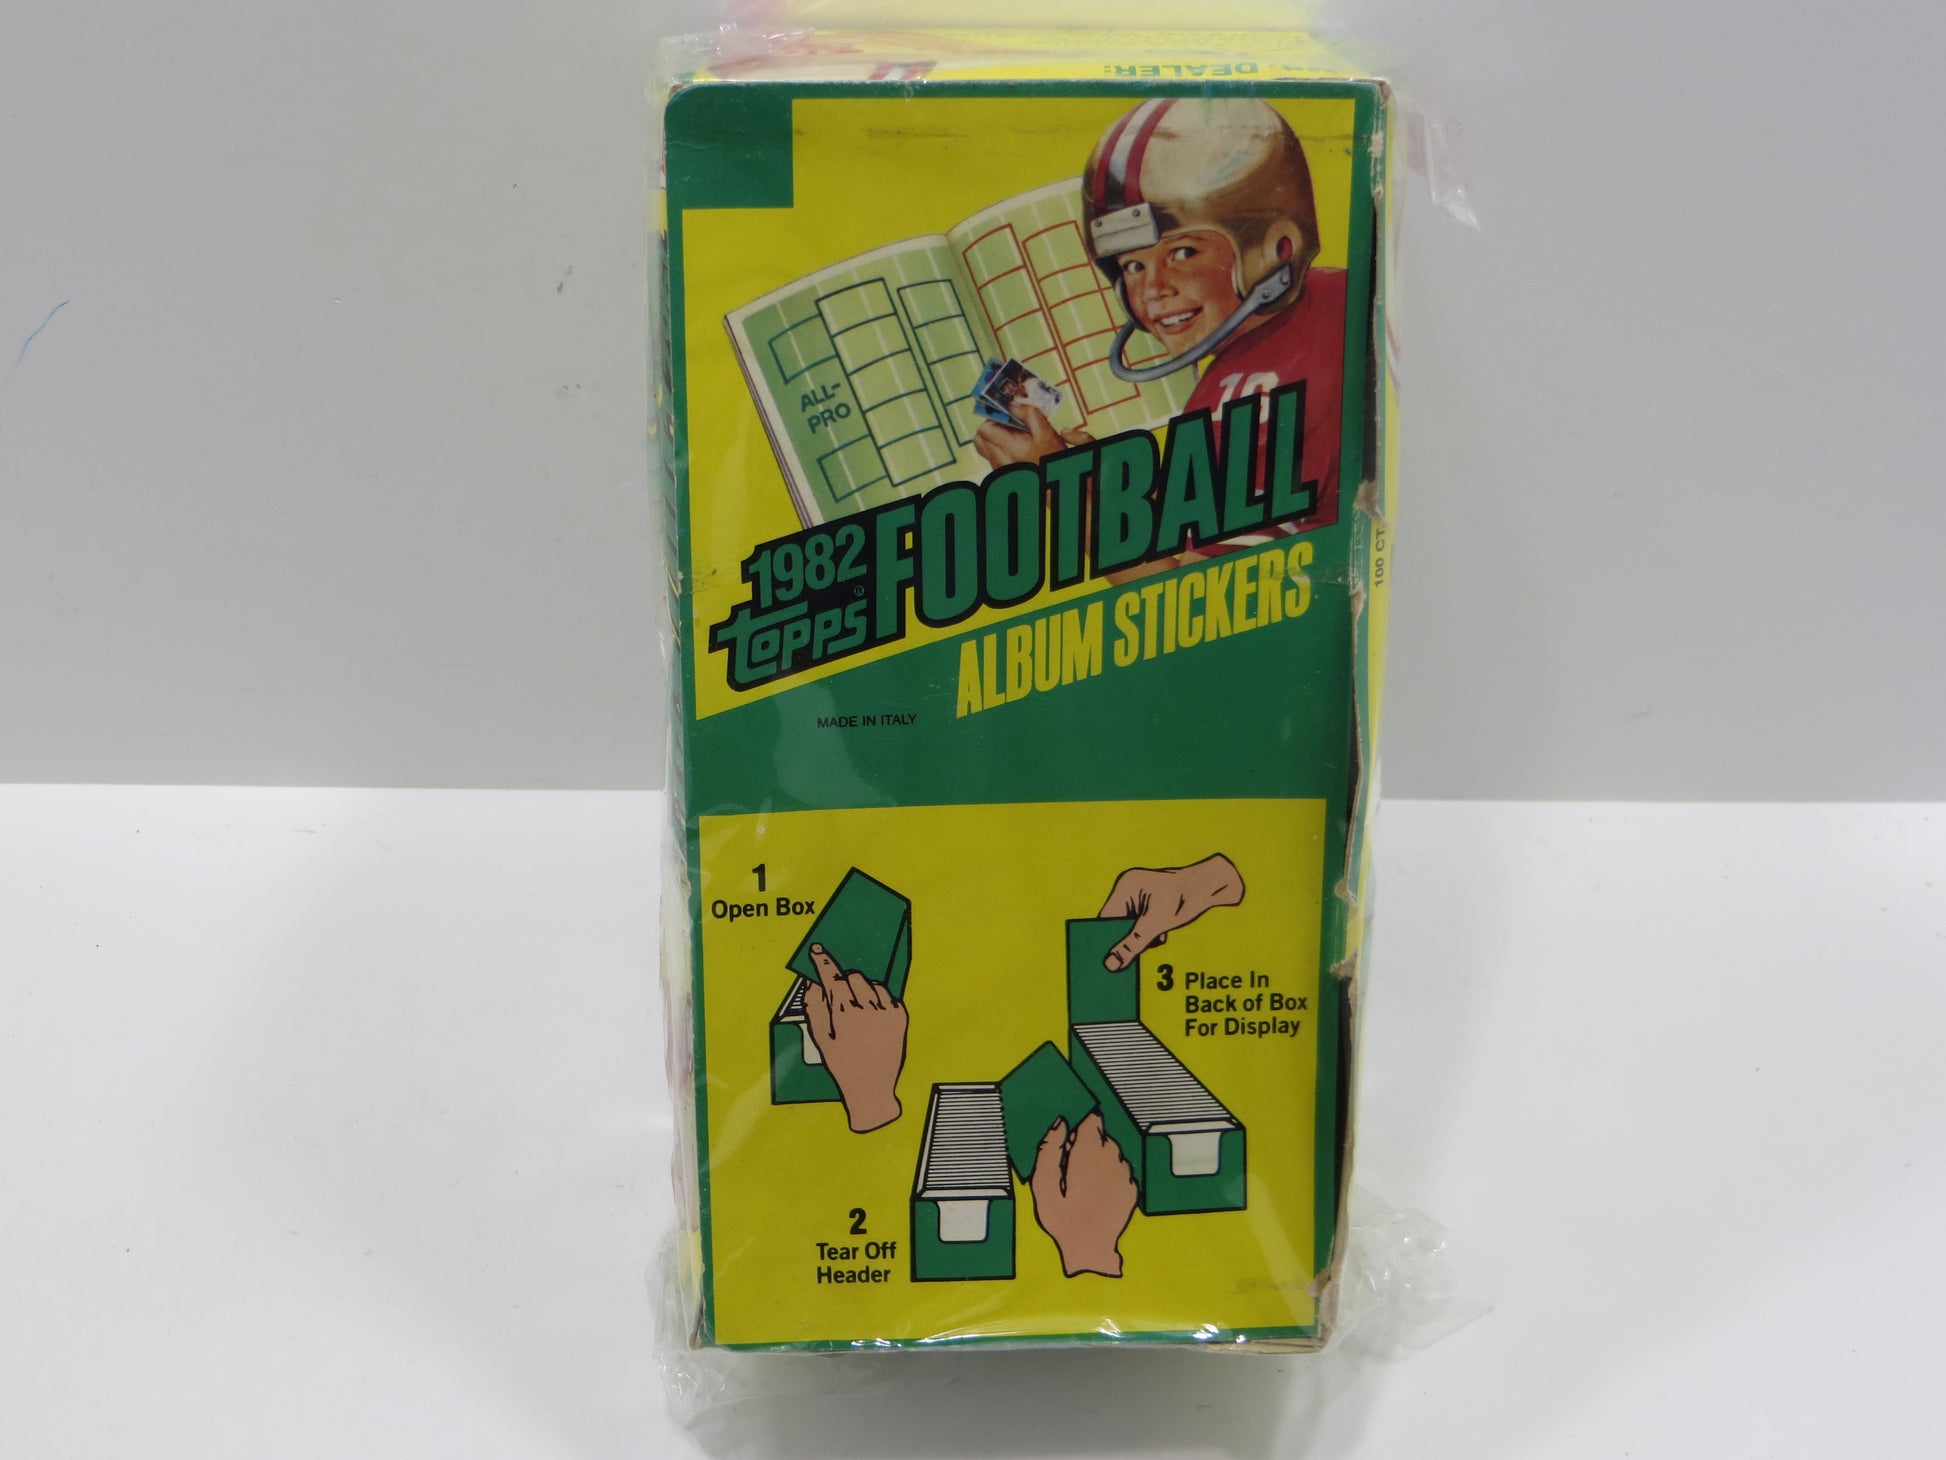 DEALER:
ALL-
PRO
18
1982
topps®
FOOTBALL
ALBUM STICKERS
MADE IN ITALY
100 CT.
1
Open Box
2
Tear Off
Header
3 Place In
Back of Box
For Display